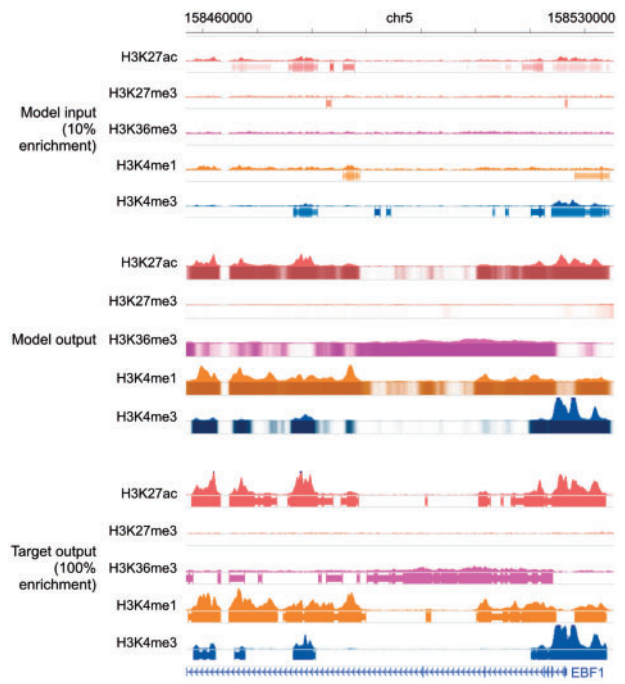 158460000 chr5 158530000
H3K27ac
H3K27me3
Model input
(10%
enrichment)
H3K36me3
H3K4me1
H3K4me3
H3K27ac
H3K27me3
Model output
H3K36me3
H3K4me1
H3K4me3
H3K27ac
H3K27me3
Target output
(100%
enrichment)
H3K36me3
H3K4me1
H3K4me3
EBF1